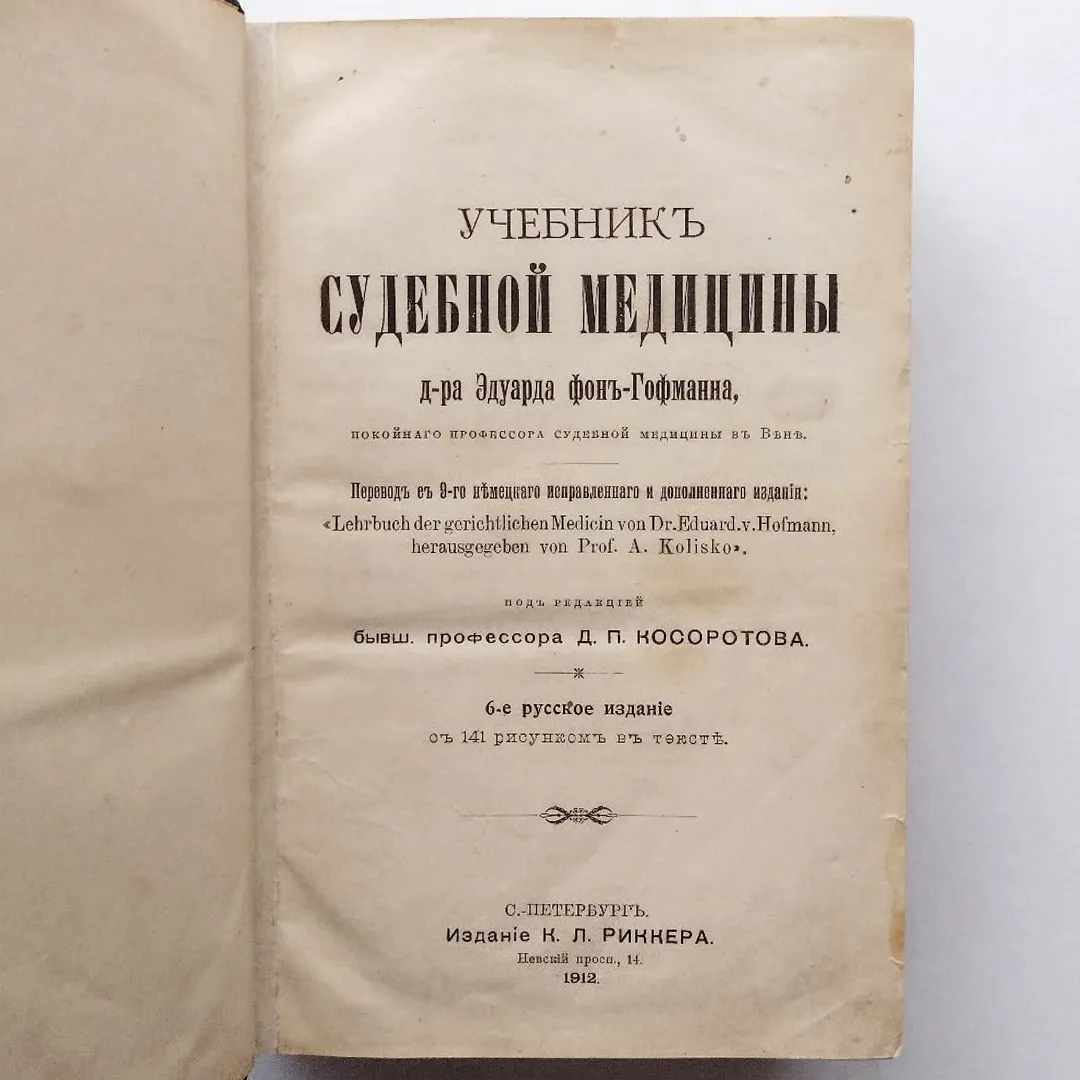 УЧЕБНИКЪ
СУДЕБНОЙ МЕДИЦИНЫ
д-ра Эдуарда фонъ-Гофманна,
ПОКОЙНАГО ПРОФЕССОРА СУДЕБНОЙ МЕДИЦИНЫ ВЪ ВѢНѢ.
Переводъ съ 9-го нѣмецкаго исправленнаго и дополненнаго изданія:
«Lehrbuch der gerichtlichen Medicin von Dr. Eduard. v. Hofmann,
herausgegeben von Prof. A. Kolisko».
ПОДЪ РЕДАКЦІЕЙ
бывш. профессора Д. П. КОСОРОТОВА.
6-е русское изданіе
съ 141 рисункомъ въ текстѣ.
С.-ПЕТЕРБУРГЪ.
Изданіе К. Л. РИККЕРА.
Невскій просп., 14.
1912.